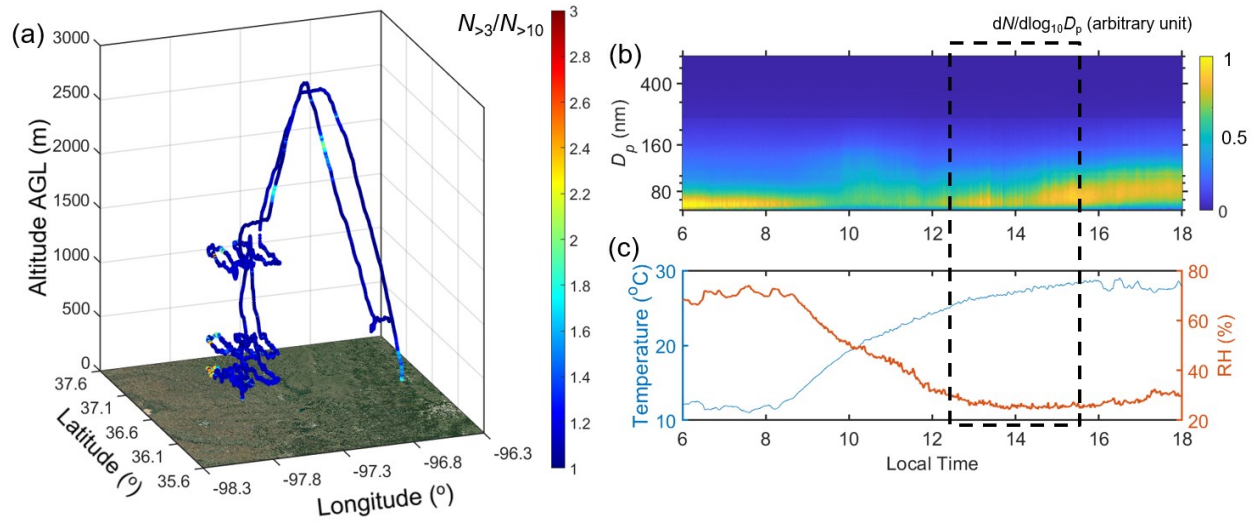 (a)
N>3/N>10
Altitude AGL (m)
3000
2500
2000
1500
1000
500
0
37.6
37.1
36.6
36.1
35.6
Latitude (º)
-98.3
-97.8
-97.3
-96.8
-96.3
Longitude (º)
3
2.8
2.6
2.4
2.2
2
1.8
1.6
1.4
1.2
1
dN/dlog10Dp (arbitrary unit)
(b)
Dp (nm)
400
160
80
6 8 10 12 14 16 18
1
0.5
0
(c)
Temperature (oC)
30
20
10
80
60
40
20
RH (%)
6 8 10 12 14 16 18
Local Time